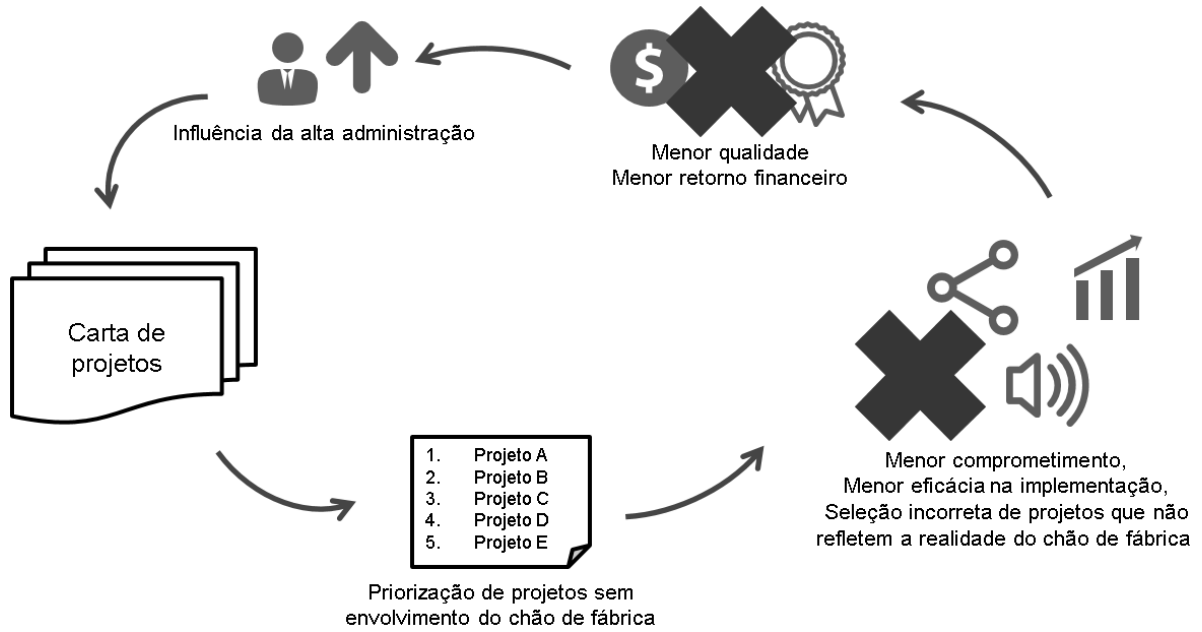 Influência da alta administração
$
Menor qualidade
Menor retorno financeiro
Carta de
projetos
1. Projeto A
2. Projeto B
3. Projeto C
4. Projeto D
5. Projeto E
Priorização de projetos sem
envolvimento do chão de fábrica
Menor comprometimento,
Menor eficácia na implementação,
Seleção incorreta de projetos que não
refletem a realidade do chão de fábrica